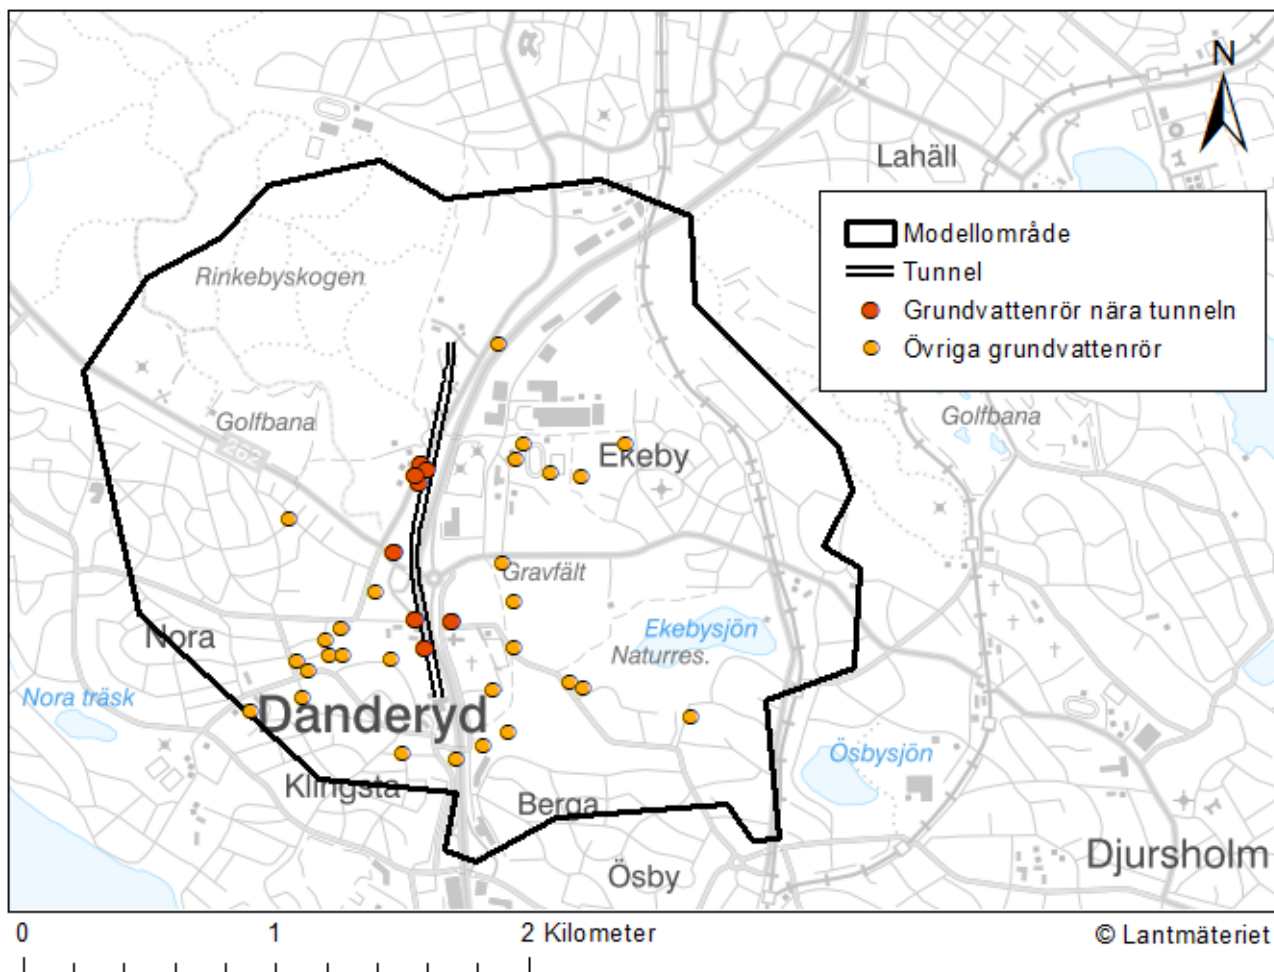 N
Lahäll
Modellområde
Rinkebyskogen
Tunnel
Grundvattenrör nära tunneln
Övriga grundvattenrör
Golfbana
Golfbana
262
Ekeby
Gravfält
Nora
Ekebysjön
Naturres.
Nora träsk
Danderyd
Ösbysjön
Klingsta
Berga
Djursholm
Ösby
0 1 2 Kilometer
© Lantmäteriet